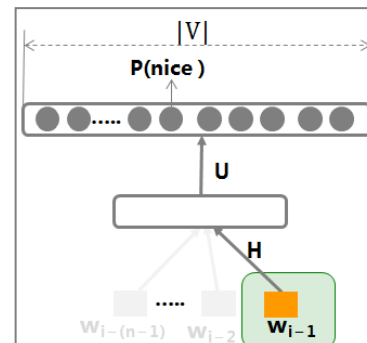 |V|
P(nice)
.....
U
H
.....
w_{i-(n-1)} w_{i-2} w_{i-1}